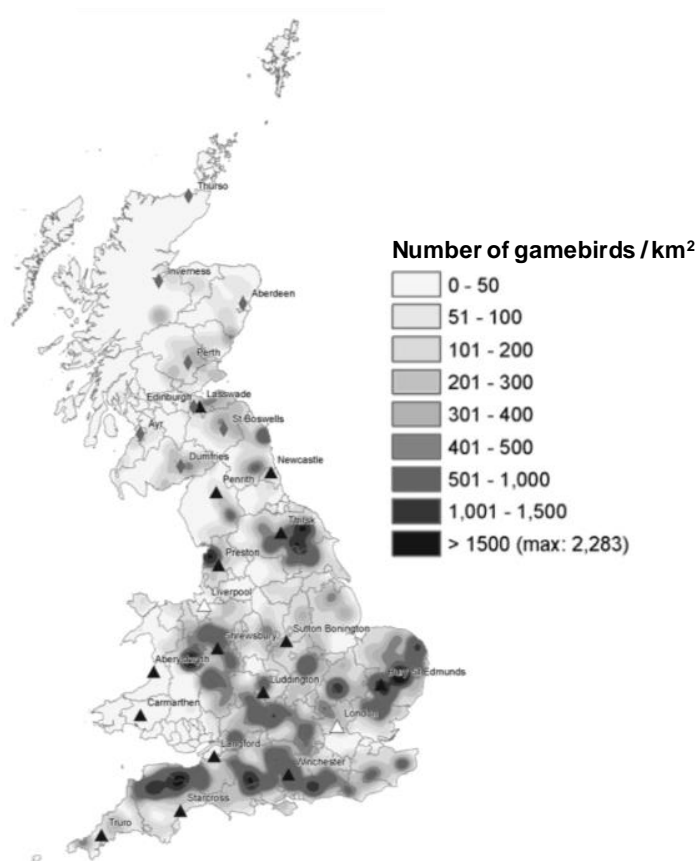 Thurso
Inverness
Aberdeen
Number of gamebirds / km²
0 - 50
51 - 100
101 - 200
201 - 300
301 - 400
401 - 500
501 - 1,000
1,001 - 1,500
> 1500 (max: 2,283)
Perth
Edinburgh
Lasswade
Ayr
St Boswells
Dumfries
Newcastle
Penrith
Thirsk
Preston
Liverpool
Shrewsbury
Sutton Bonington
Aberystwyth
Bury St Edmunds
Luddington
Carmarthen
London
Langford
Winchester
Starcross
Truro